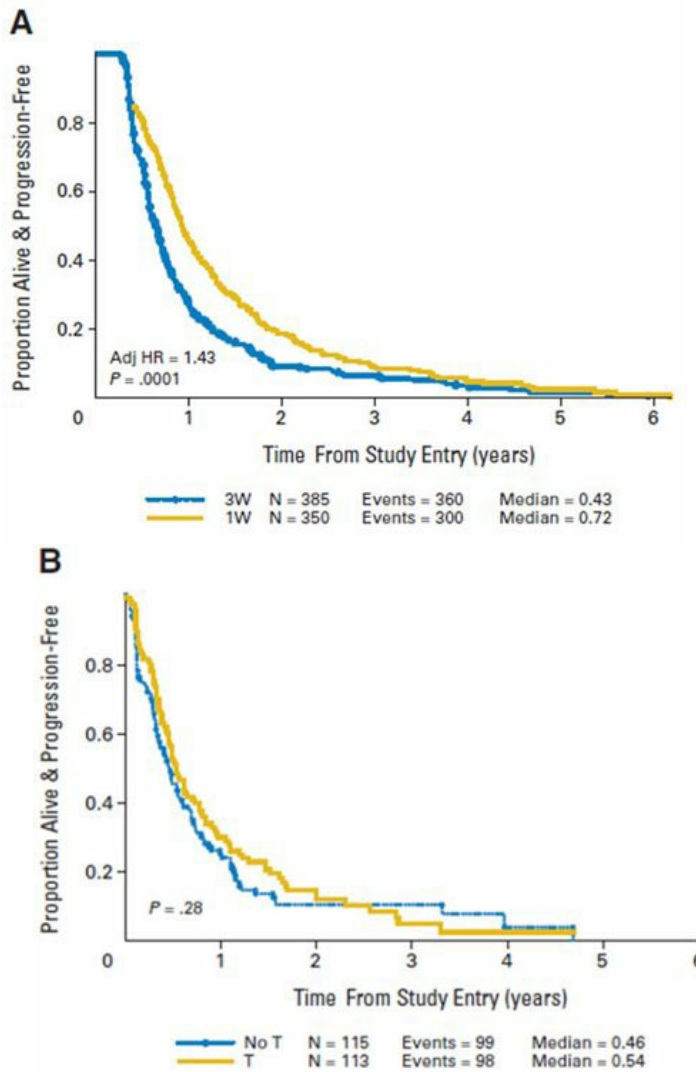 A
Proportion Alive & Progression-Free
0.8
0.6
0.4
0.2
Adj HR = 1.43
P = .0001
0 1 2 3 4 5 6
Time From Study Entry (years)
3W N = 385 Events = 360 Median = 0.43
1W N = 350 Events = 300 Median = 0.72
B
Proportion Alive & Progression-Free
0.8
0.6
0.4
0.2
P = .28
0 1 2 3 4 5 6
Time From Study Entry (years)
No T N = 115 Events = 99 Median = 0.46
T N = 113 Events = 98 Median = 0.54